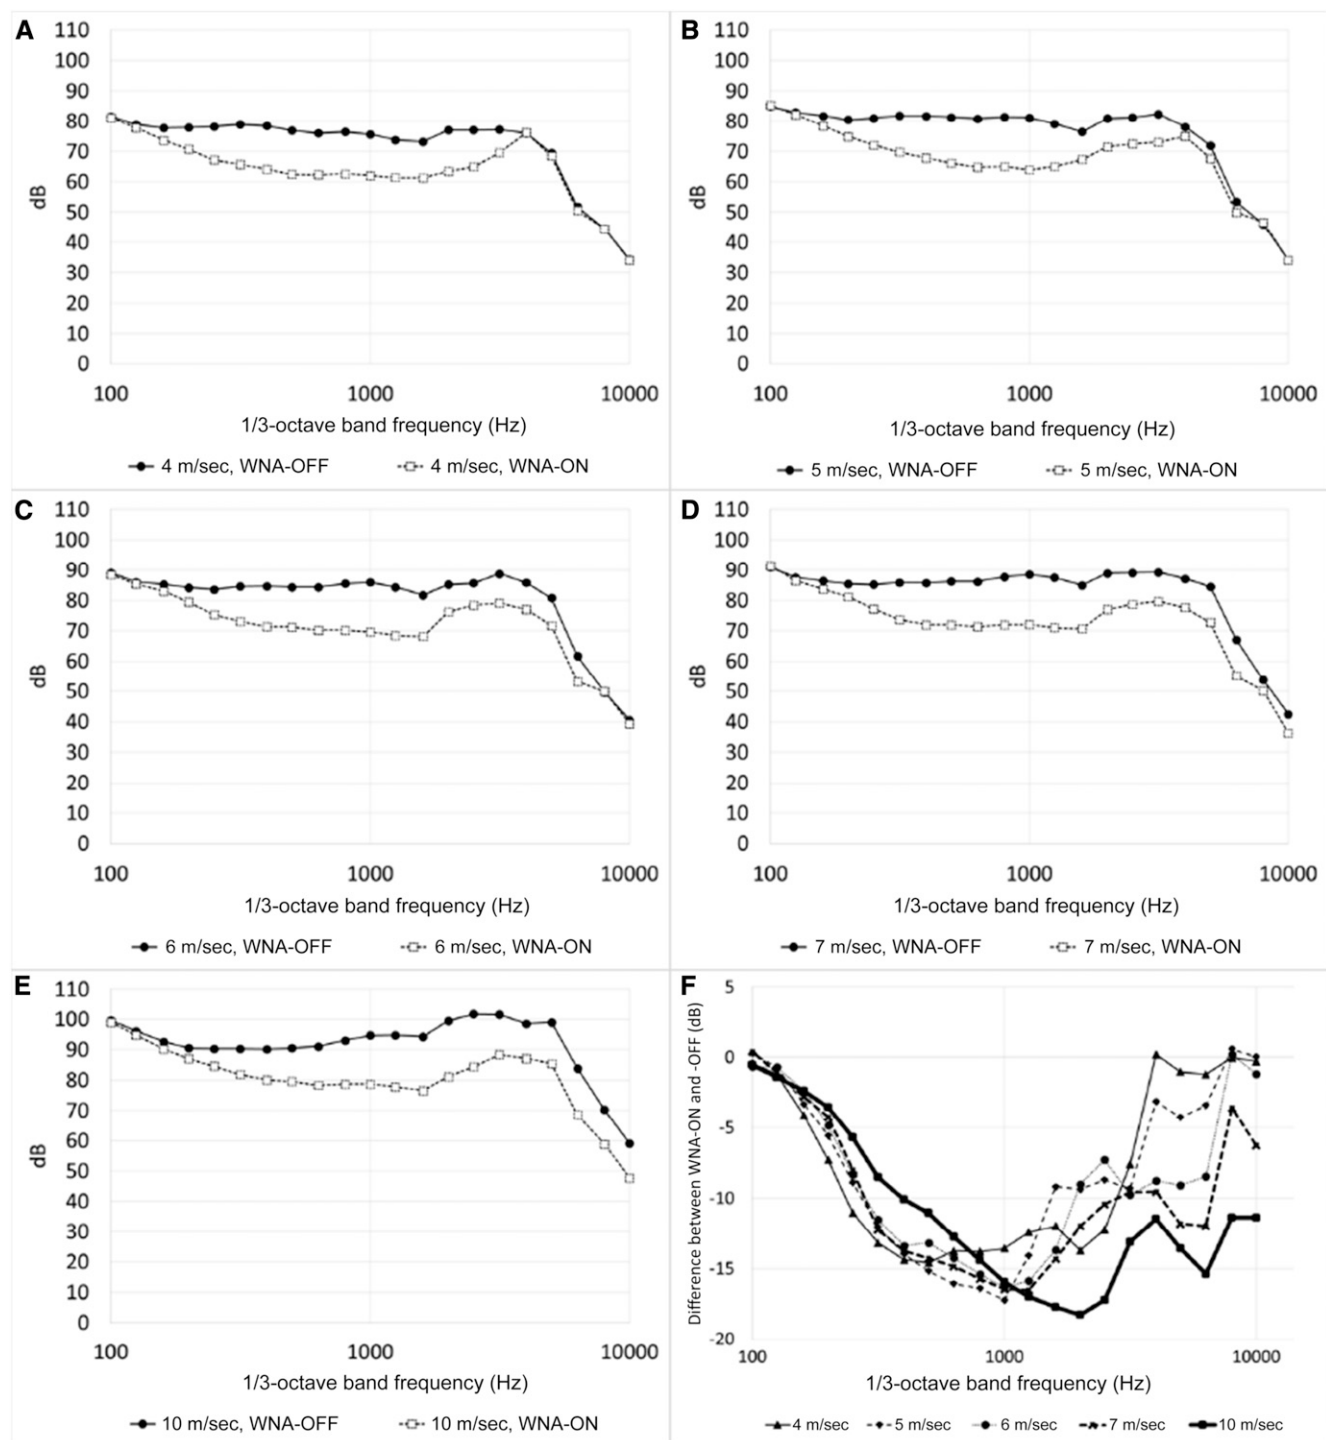 A
110
100
90
80
70
60
50
40
30
20
10
0
dB
100 1000 10000
1/3-octave band frequency (Hz)
4 m/sec, WNA-OFF 4 m/sec, WNA-ON
B
110
100
90
80
70
60
50
40
30
20
10
0
dB
100 1000 10000
1/3-octave band frequency (Hz)
5 m/sec, WNA-OFF 5 m/sec, WNA-ON
C
110
100
90
80
70
60
50
40
30
20
10
0
dB
100 1000 10000
1/3-octave band frequency (Hz)
6 m/sec, WNA-OFF 6 m/sec, WNA-ON
D
110
100
90
80
70
60
50
40
30
20
10
0
dB
100 1000 10000
1/3-octave band frequency (Hz)
7 m/sec, WNA-OFF 7 m/sec, WNA-ON
E
110
100
90
80
70
60
50
40
30
20
10
0
dB
100 1000 10000
1/3-octave band frequency (Hz)
10 m/sec, WNA-OFF 10 m/sec, WNA-ON
F
5
0
-5
-10
-15
-20
Difference between WNA-ON and -OFF (dB)
100 1000 10000
1/3-octave band frequency (Hz)
4 m/sec 5 m/sec 6 m/sec 7 m/sec 10 m/sec